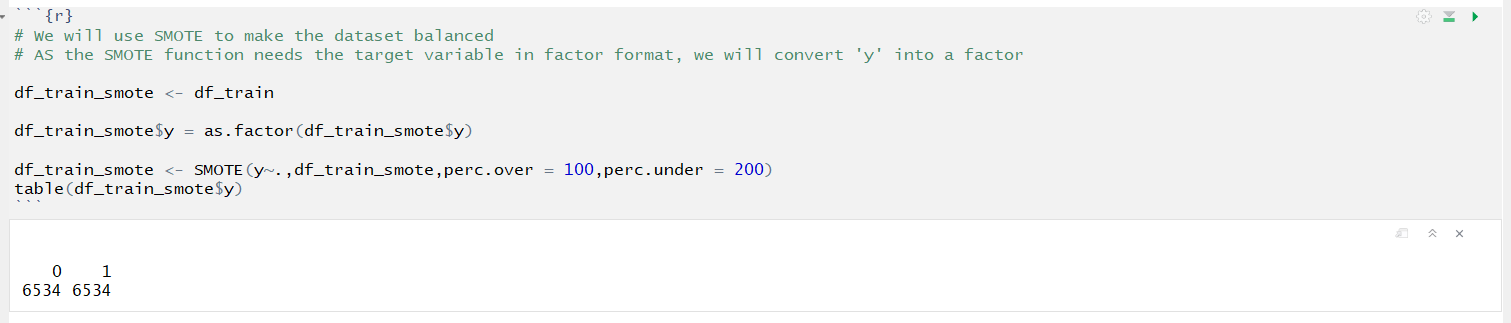 ```{r}
# We will use SMOTE to make the dataset balanced
# AS the SMOTE function needs the target variable in factor format, we will convert 'y' into a factor
df_train_smote <- df_train
df_train_smote$y = as.factor(df_train_smote$y)
df_train_smote <- SMOTE(y~.,df_train_smote,perc.over = 100,perc.under = 200)
table(df_train_smote$y)
```
   0    1
6534 6534